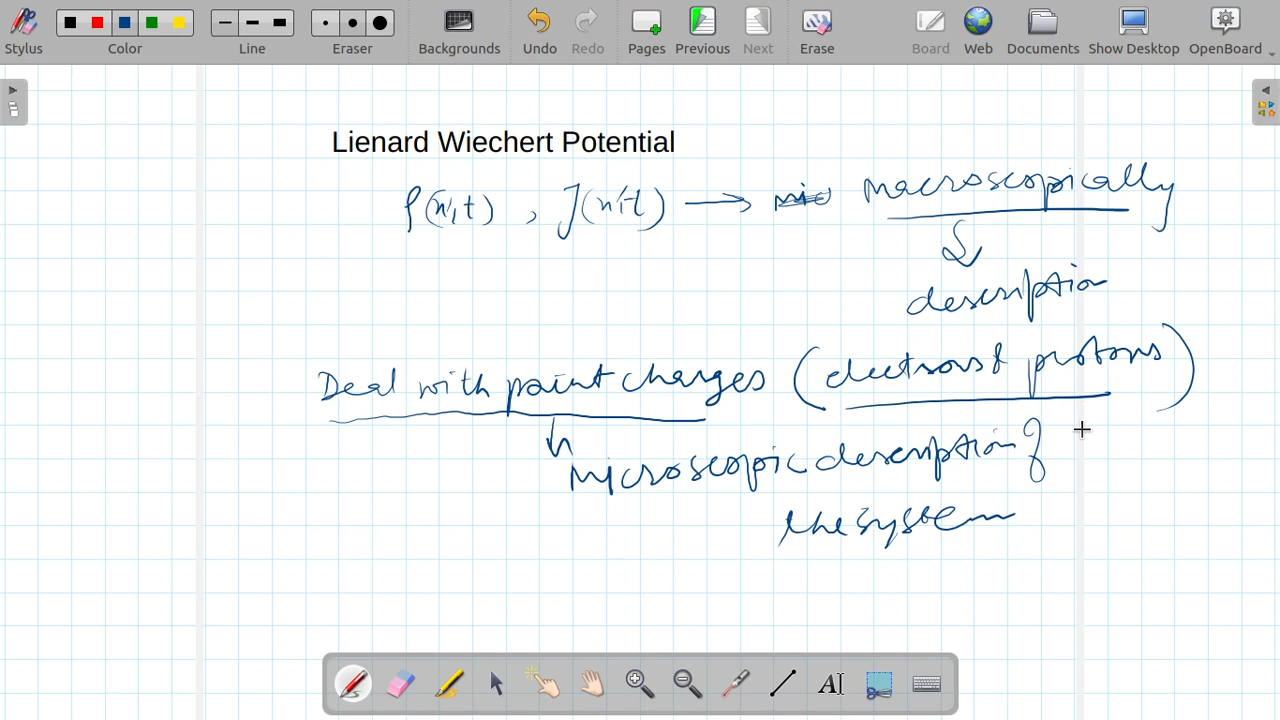 Stylus Color Line Eraser Backgrounds Undo Redo Pages Previous Next Erase Board Web Documents Show Desktop OpenBoard
Lienard Wiechert Potential
ρ(x',t) , J(x',t) → macroscopically
↓
description
Deal with point charges (electrons & protons)
↓
Microscopic description of
the system